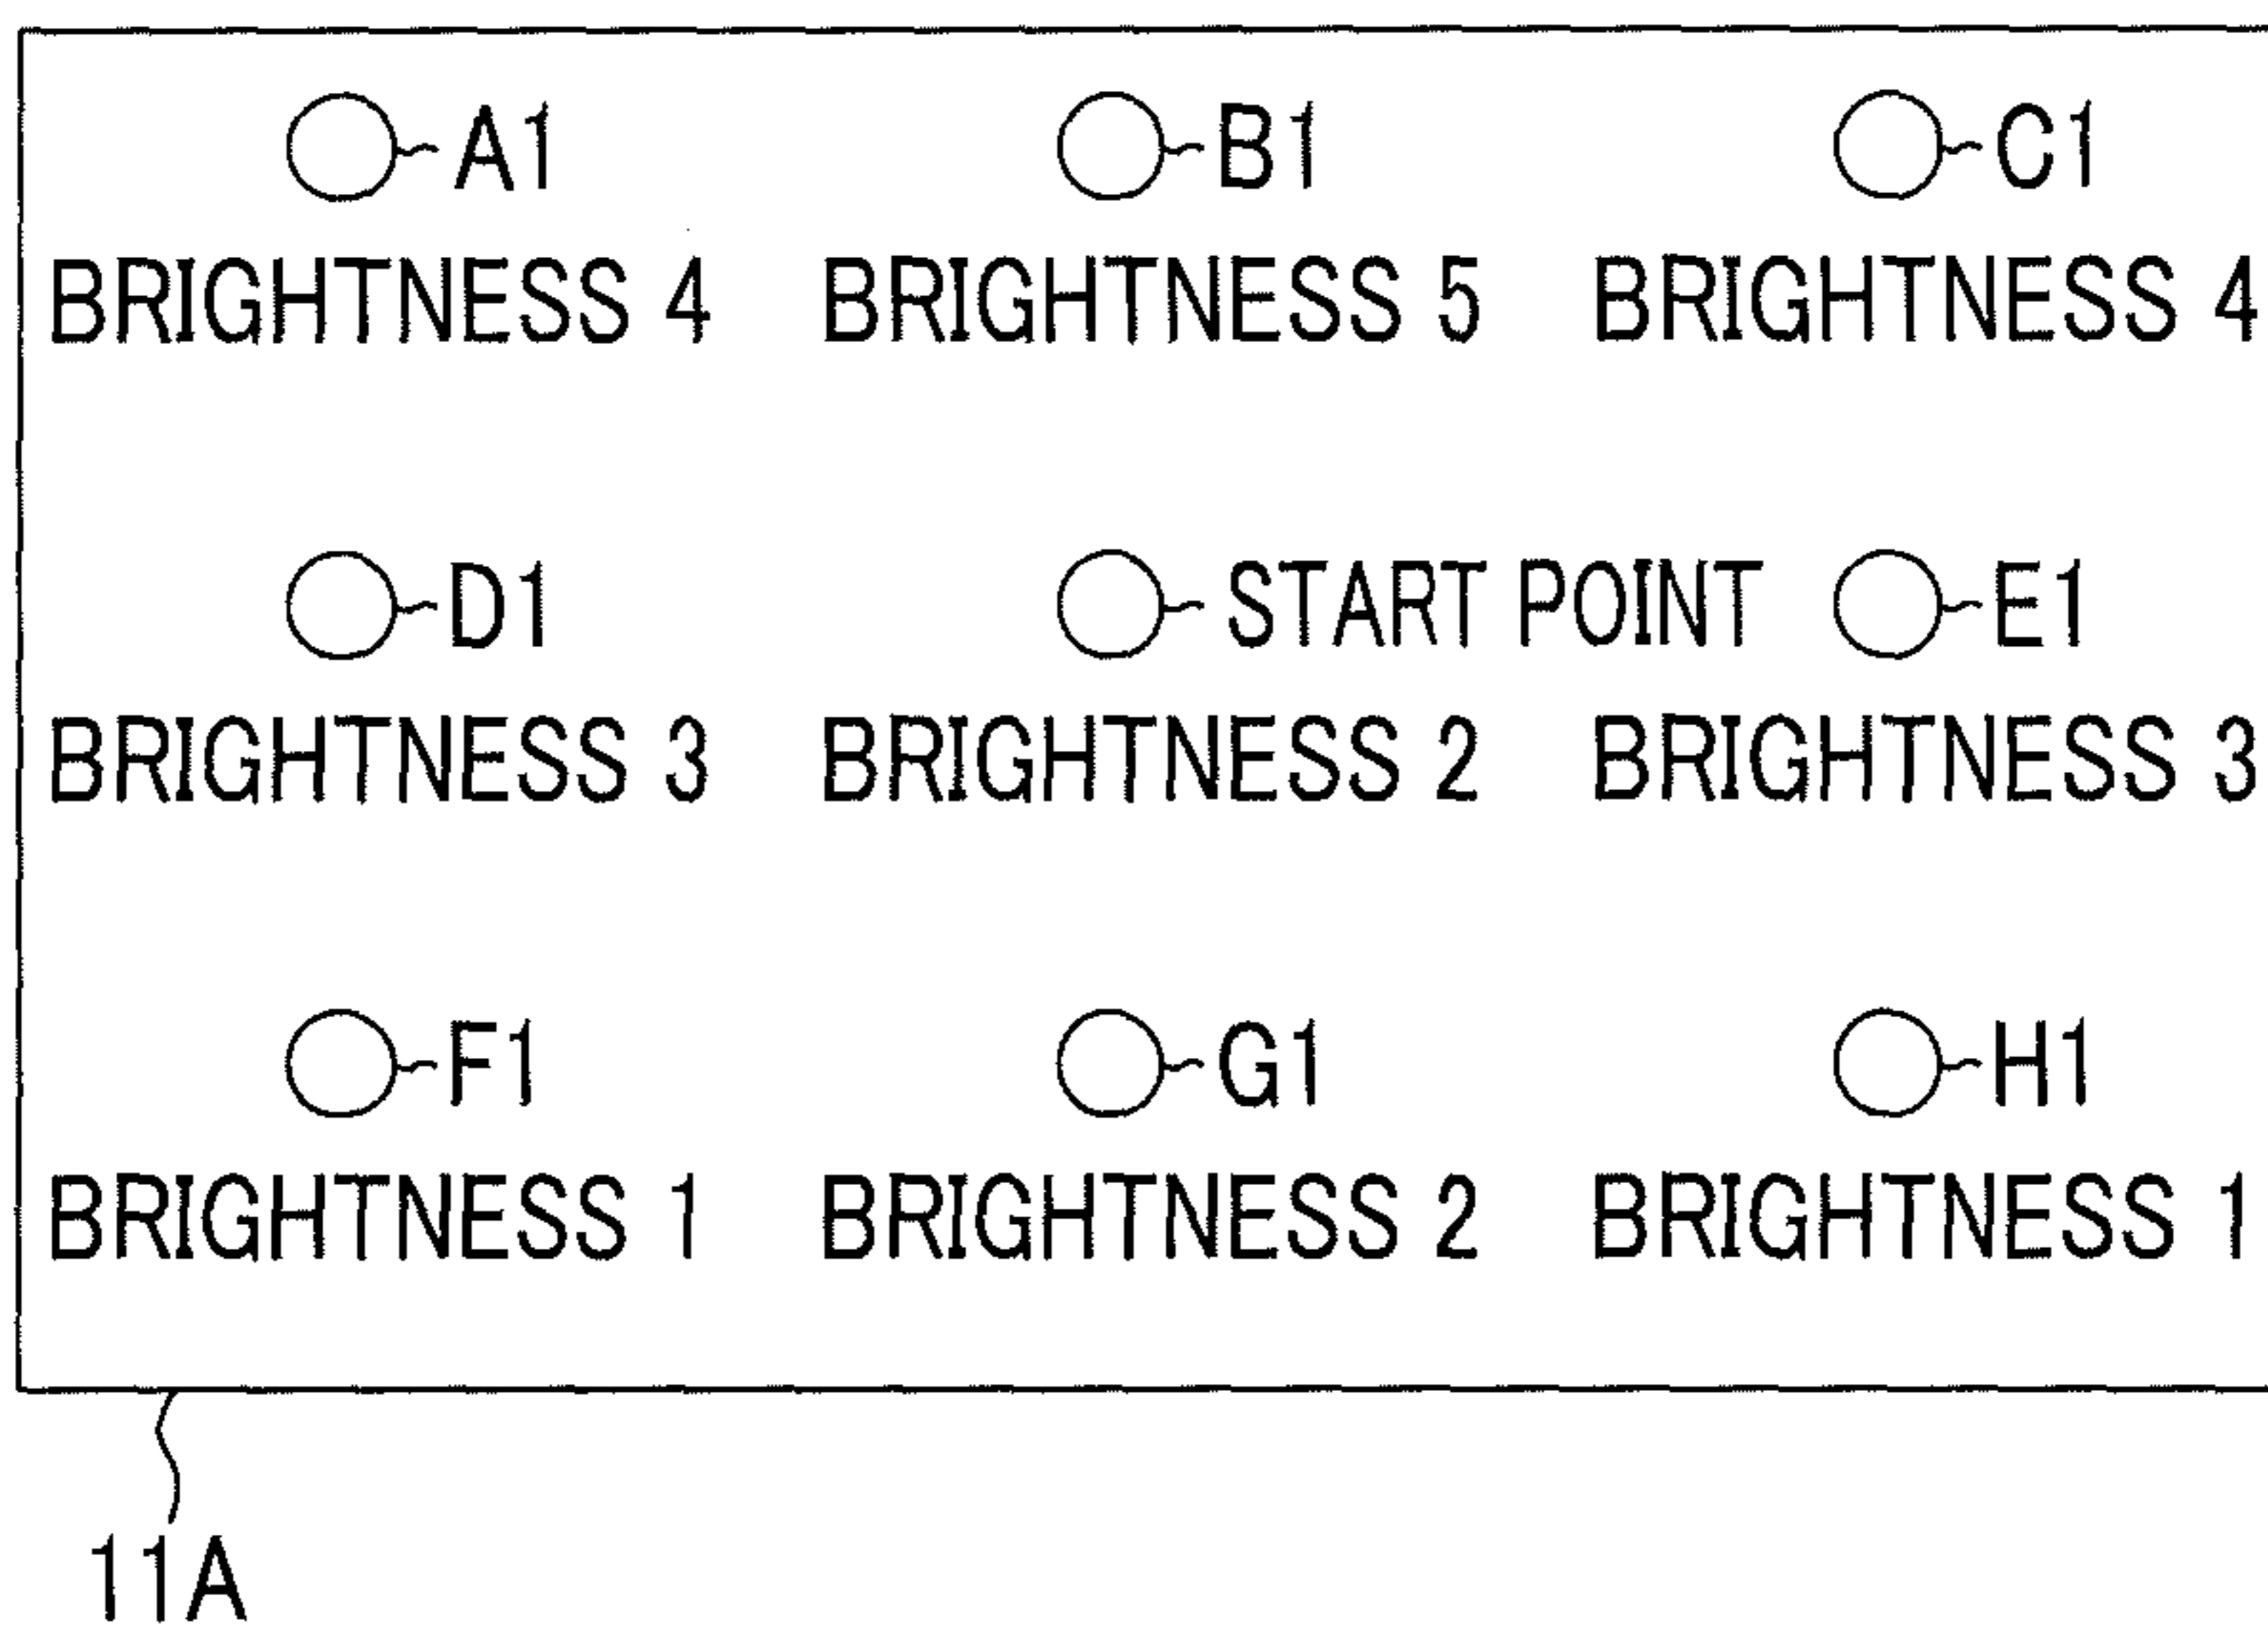 A1 B1 C1
BRIGHTNESS 4 BRIGHTNESS 5 BRIGHTNESS 4
D1 START POINT E1
BRIGHTNESS 3 BRIGHTNESS 2 BRIGHTNESS 3
F1 G1 H1
BRIGHTNESS 1 BRIGHTNESS 2 BRIGHTNESS 1
11A